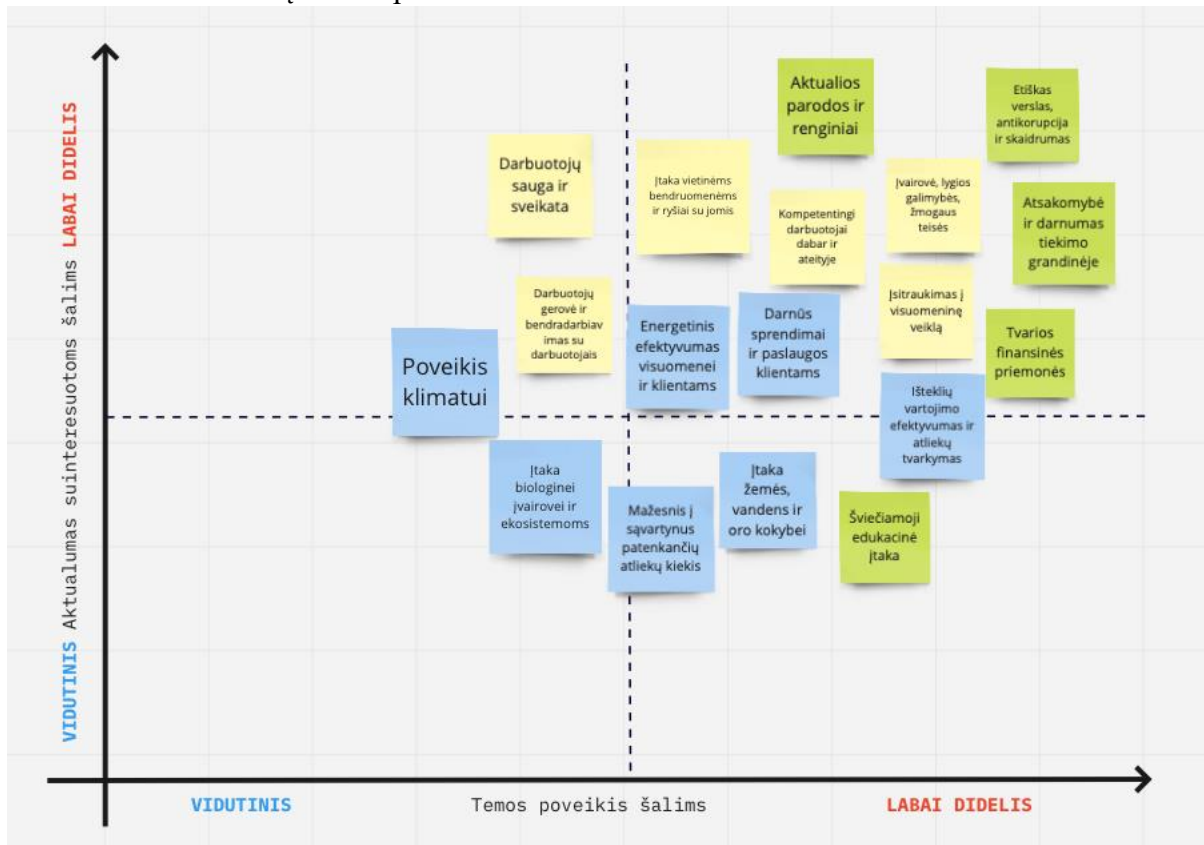 LABAI DIDELIS
Aktualumas suinteresuotoms šalims
VIDUTINIS
Aktualios
parodos ir
renginiai
Etiškas
verslas,
antikorupcija
ir skaidrumas
Darbuotojų
sauga ir
sveikata
Įtaka vietinėms
bendruomenėms
ir ryšiai su jomis
Kompetentingi
darbuotojai
dabar ir
ateityje
Įvairovė, lygios
galimybės,
žmogaus
teisės
Atsakomybė
ir darnumas
tiekimo
grandinėje
Darbuotojų
gerovė ir
bendradarbiav
imas su
darbuotojais
Poveikis
klimatui
Energetinis
efektyvumas
visuomenei
ir klientams
Darnūs
sprendimai
ir paslaugos
klientams
Įsitraukimas į
visuomeninę
veiklą
Tvarios
finansinės
priemonės
Išteklių
vartojimo
efektyvumas ir
atliekų
tvarkymas
Įtaka
biologinei
įvairovei ir
ekosistemoms
Mažesnis į
sąvartynus
patenkančių
atliekų kiekis
Įtaka
žemės,
vandens ir
oro kokybei
Šviečiamoji
edukacinė
įtaka
VIDUTINIS
Temos poveikis šalims
LABAI DIDELIS